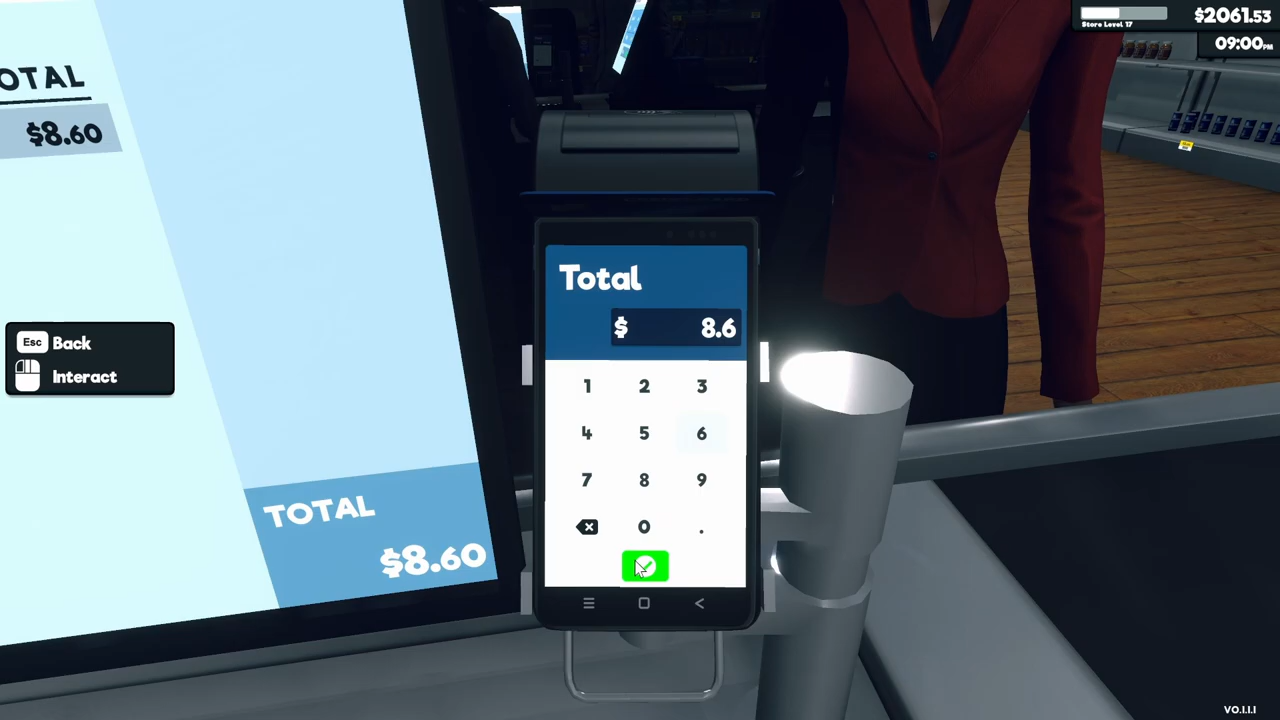 OTAL
$8.60
TOTAL
$8.60
Esc Back
Interact
Total
$ 8.6
1 2 3
4 5 6
7 8 9
0 .
Store Level 17
$2061.53
09:00PM
V0.1.1.1